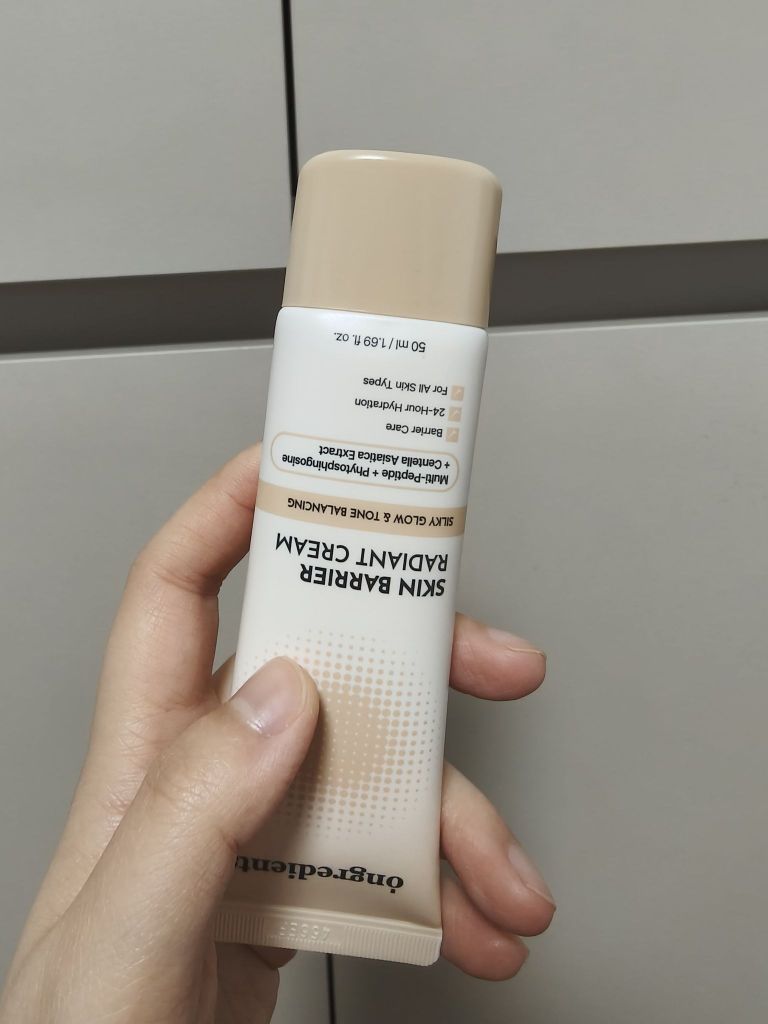 ongredients
SKIN BARRIER
RADIANT CREAM
SILKY GLOW & TONE BALANCING
Multi-Peptide + Phytosphingosine
+ Centella Asiatica Extract
Barrier Care
24-Hour Hydration
For All Skin Types
50 ml / 1.69 fl. oz.